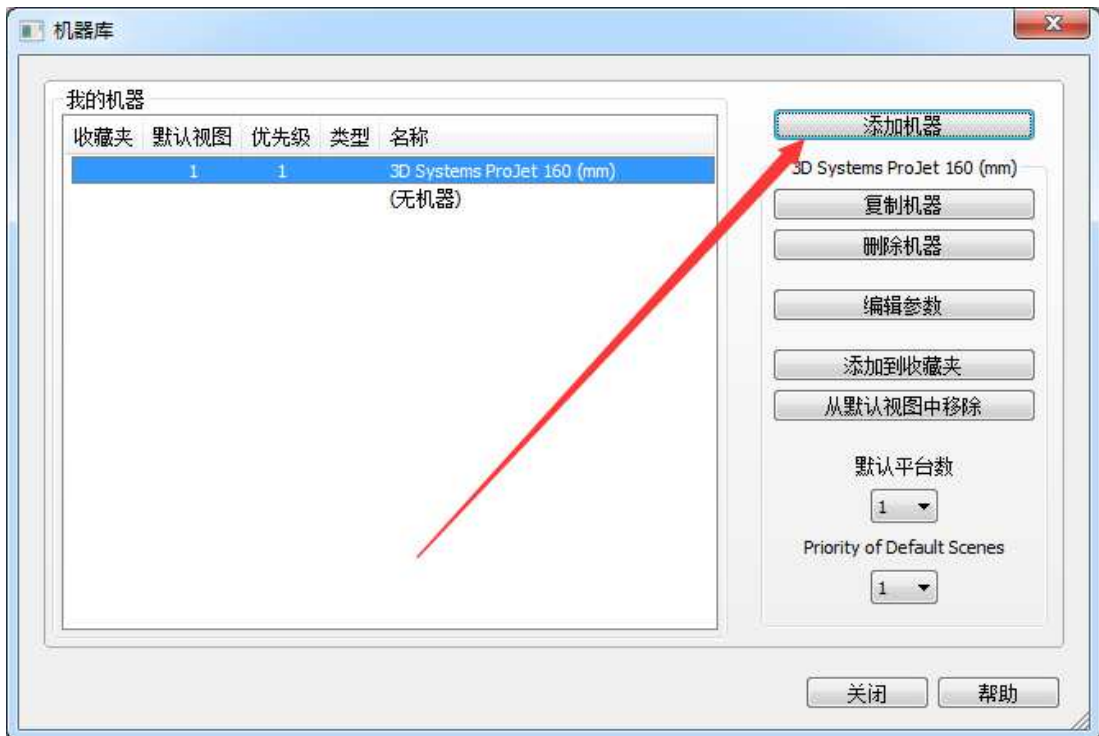 机器库
我的机器
收藏夹 默认视图 优先级 类型 名称
1 1 3D Systems ProJet 160 (mm)
(无机器)
添加机器
3D Systems ProJet 160 (mm)
复制机器
删除机器
编辑参数
添加到收藏夹
从默认视图中移除
默认平台数
1
Priority of Default Scenes
1
关闭 帮助